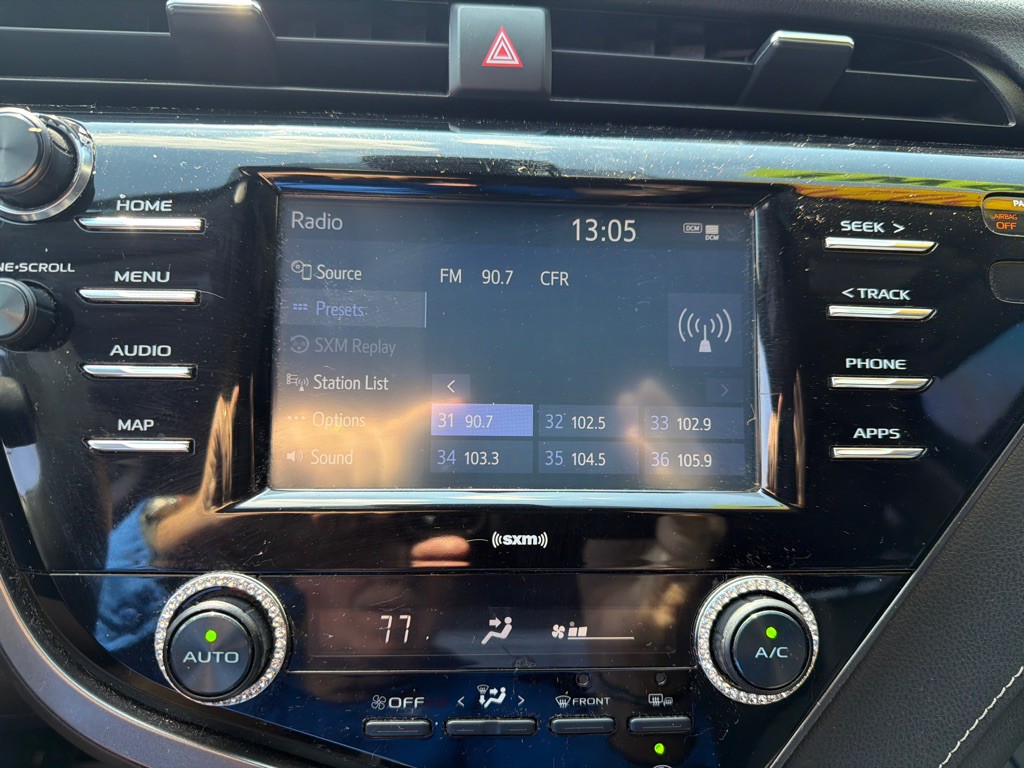 HOME
TUNE•SCROLL
MENU
AUDIO
MAP
Radio
13:05
DCM
DCM
Source
Presets
SXM Replay
Station List
Options
Sound
FM 90.7 CFR
31 90.7
32 102.5
33 102.9
34 103.3
35 104.5
36 105.9
SEEK >
< TRACK
PHONE
APPS
AIRBAG
OFF
((sxm))
77
AUTO
A/C
OFF
< >
FRONT